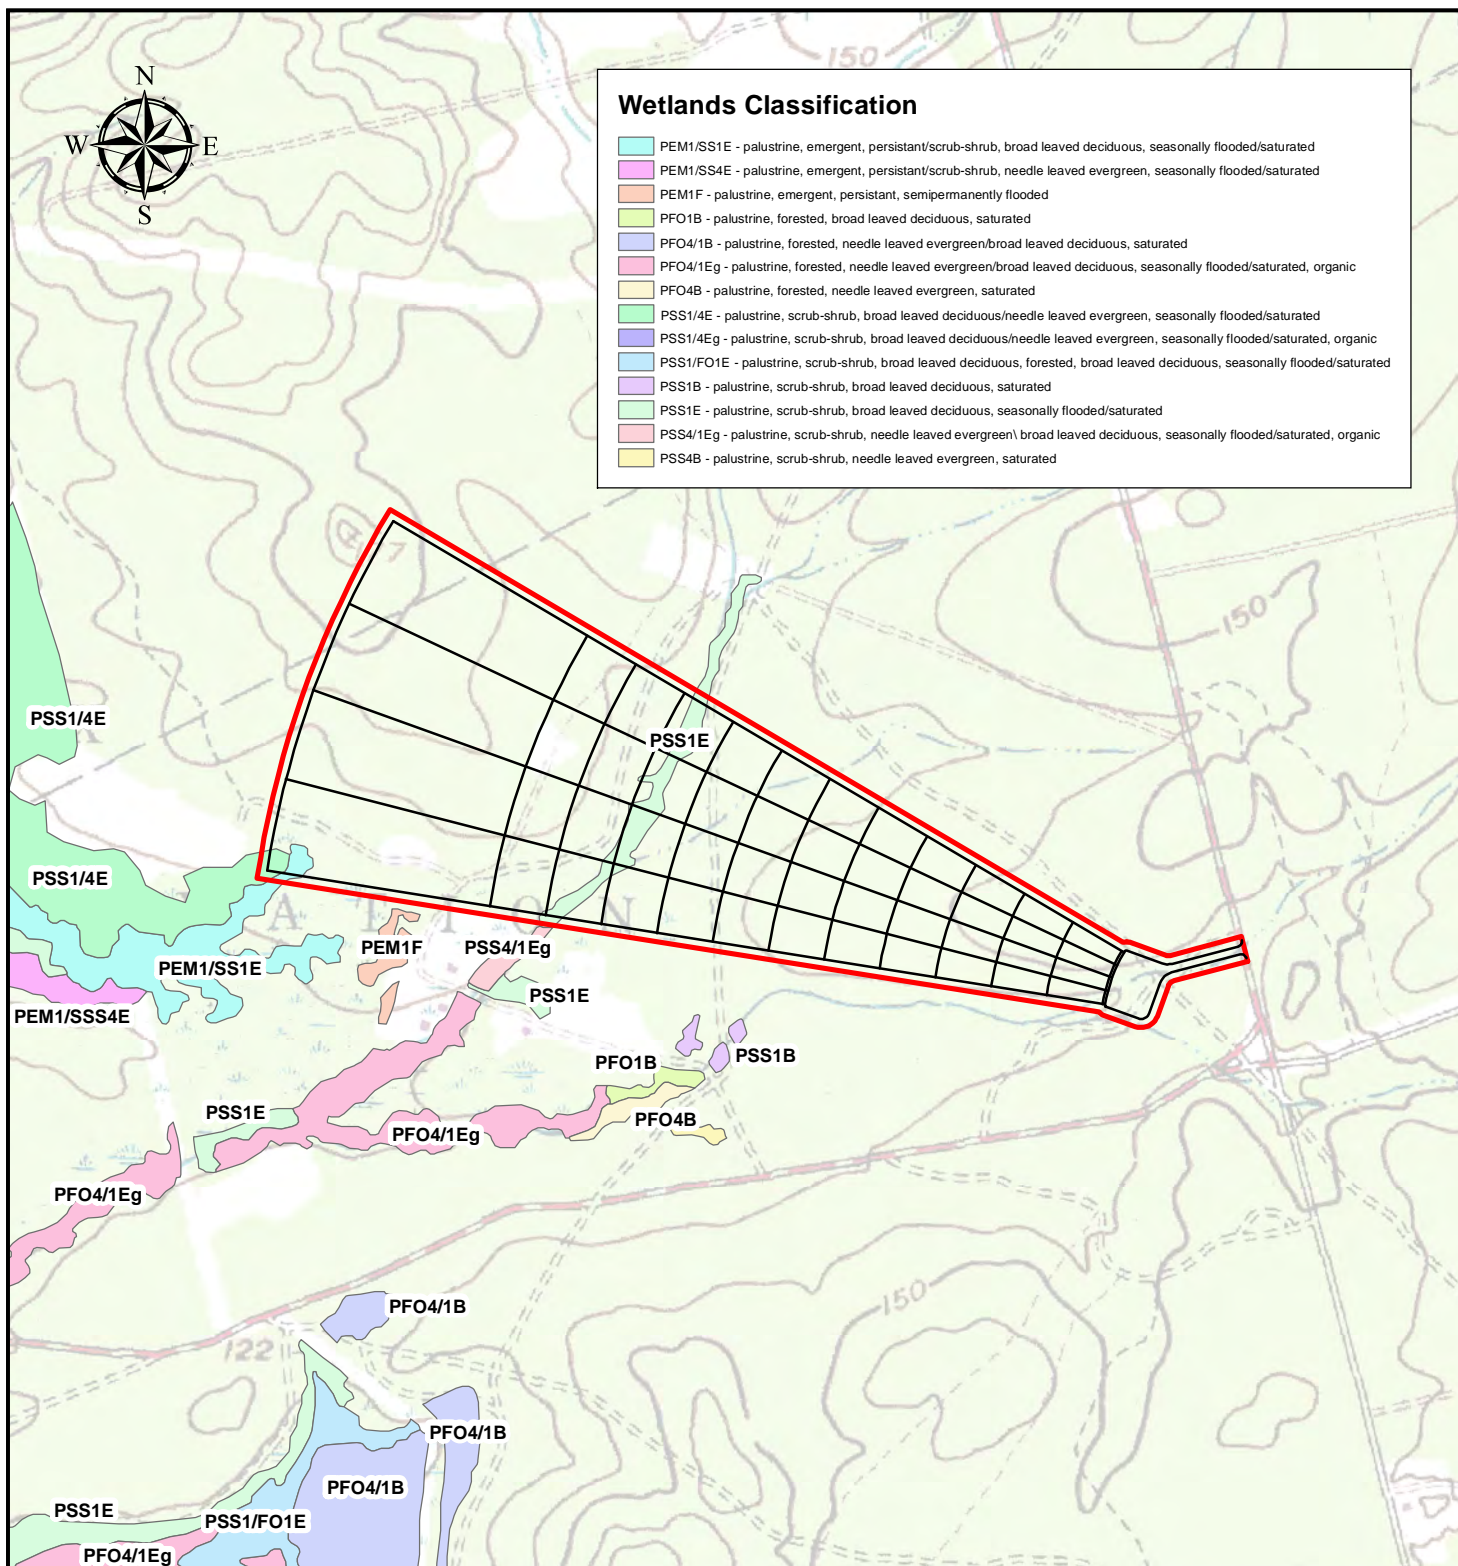 N
W E
S
150
Wetlands Classification
PEM1/SS1E - palustrine, emergent, persistant/scrub-shrub, broad leaved deciduous, seasonally flooded/saturated
PEM1/SS4E - palustrine, emergent, persistant/scrub-shrub, needle leaved evergreen, seasonally flooded/saturated
PEM1F - palustrine, emergent, persistant, semipermanently flooded
PFO1B - palustrine, forested, broad leaved deciduous, saturated
PFO4/1B - palustrine, forested, needle leaved evergreen/broad leaved deciduous, saturated
PFO4/1Eg - palustrine, forested, needle leaved evergreen/broad leaved deciduous, seasonally flooded/saturated, organic
PFO4B - palustrine, forested, needle leaved evergreen, saturated
PSS1/4E - palustrine, scrub-shrub, broad leaved deciduous/needle leaved evergreen, seasonally flooded/saturated
PSS1/4Eg - palustrine, scrub-shrub, broad leaved deciduous/needle leaved evergreen, seasonally flooded/saturated, organic
PSS1/FO1E - palustrine, scrub-shrub, broad leaved deciduous, forested, broad leaved deciduous, seasonally flooded/saturated
PSS1B - palustrine, scrub-shrub, broad leaved deciduous, saturated
PSS1E - palustrine, scrub-shrub, broad leaved deciduous, seasonally flooded/saturated
PSS4/1Eg - palustrine, scrub-shrub, needle leaved evergreen\ broad leaved deciduous, seasonally flooded/saturated, organic
PSS4B - palustrine, scrub-shrub, needle leaved evergreen, saturated
150
PSS1/4E
PSS1E
PSS1/4E
A T I O N
PEM1F
PSS4/1Eg
PEM1/SS1E
PSS1E
PEM1/SSS4E
PSS1B
PFO1B
PSS1E
PFO4B
PFO4/1Eg
PFO4/1Eg
PFO4/1B
150
122
PFO4/1B
PFO4/1B
PSS1E
PSS1/FO1E
PFO4/1Eg